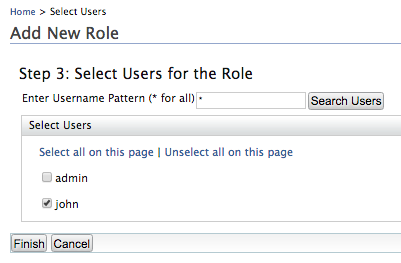 Home > Select Users
Add New Role
Step 3: Select Users for the Role
Enter Username Pattern (* for all) * Search Users
Select Users
Select all on this page | Unselect all on this page
admin
john
Finish Cancel